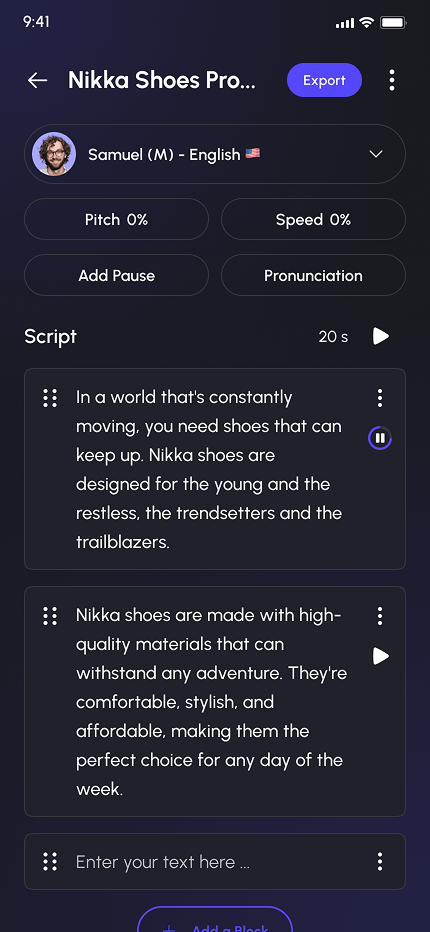 9:41
Nikka Shoes Pro...
Export
Samuel (M) - English
Pitch 0%
Speed 0%
Add Pause
Pronunciation
Script
20 s
In a world that's constantly
moving, you need shoes that can
keep up. Nikka shoes are
designed for the young and the
restless, the trendsetters and the
trailblazers.
Nikka shoes are made with high-
quality materials that can
withstand any adventure. They're
comfortable, stylish, and
affordable, making them the
perfect choice for any day of the
week.
Enter your text here ...
+ Add a Block